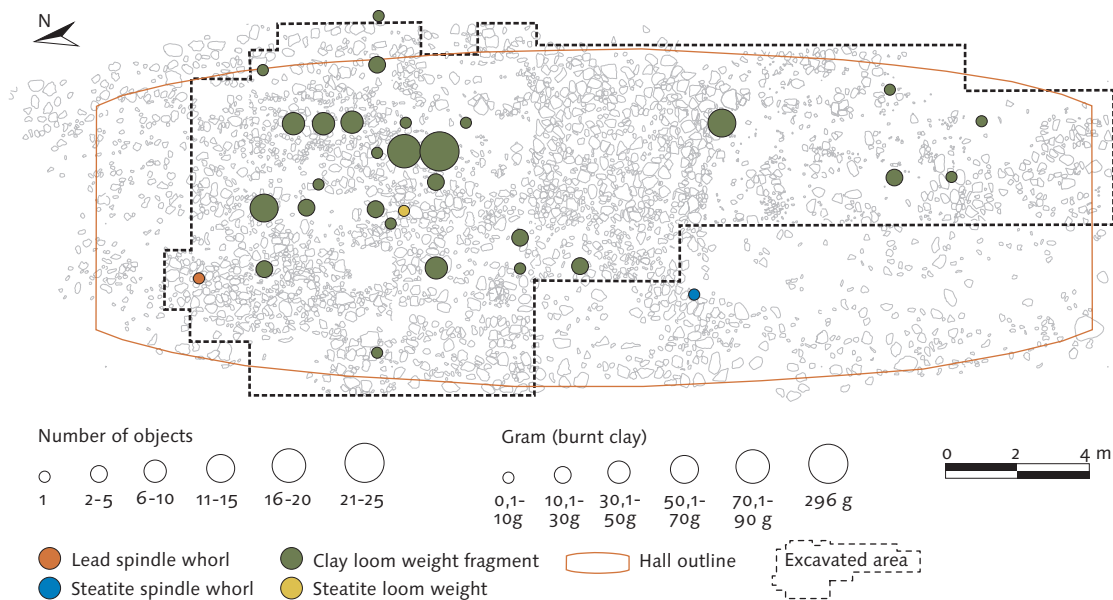 N
Number of objects
1
2-5
6-10
11-15
16-20
21-25
Gram (burnt clay)
0,1-
10g
10,1-
30g
30,1-
50g
50,1-
70g
70,1-
90 g
296 g
0 2 4 m
Lead spindle whorl
Steatite spindle whorl
Clay loom weight fragment
Steatite loom weight
Hall outline
Excavated area